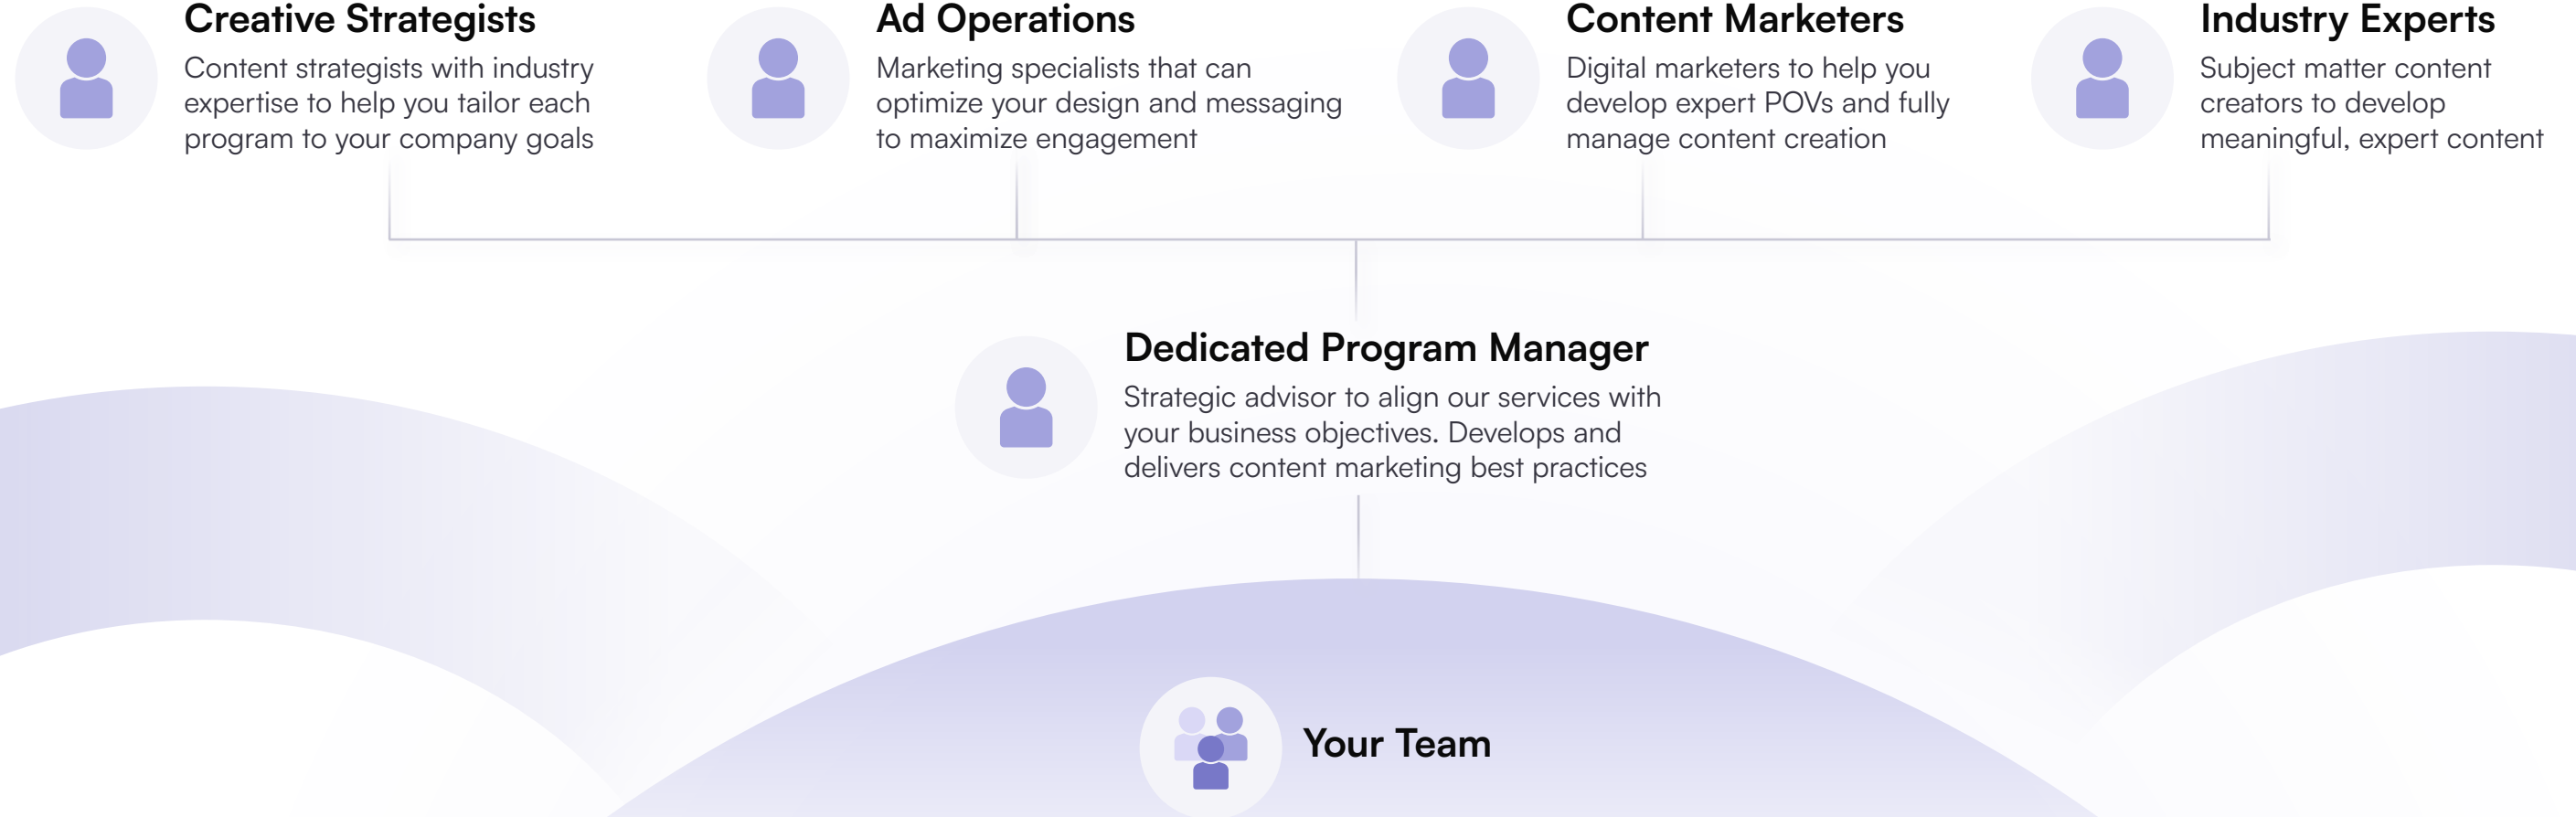 Creative Strategists
Content strategists with industry
expertise to help you tailor each
program to your company goals
Ad Operations
Marketing specialists that can
optimize your design and messaging
to maximize engagement
Content Marketers
Digital marketers to help you
develop expert POVs and fully
manage content creation
Industry Experts
Subject matter content
creators to develop
meaningful, expert content
Dedicated Program Manager
Strategic advisor to align our services with
your business objectives. Develops and
delivers content marketing best practices
Your Team